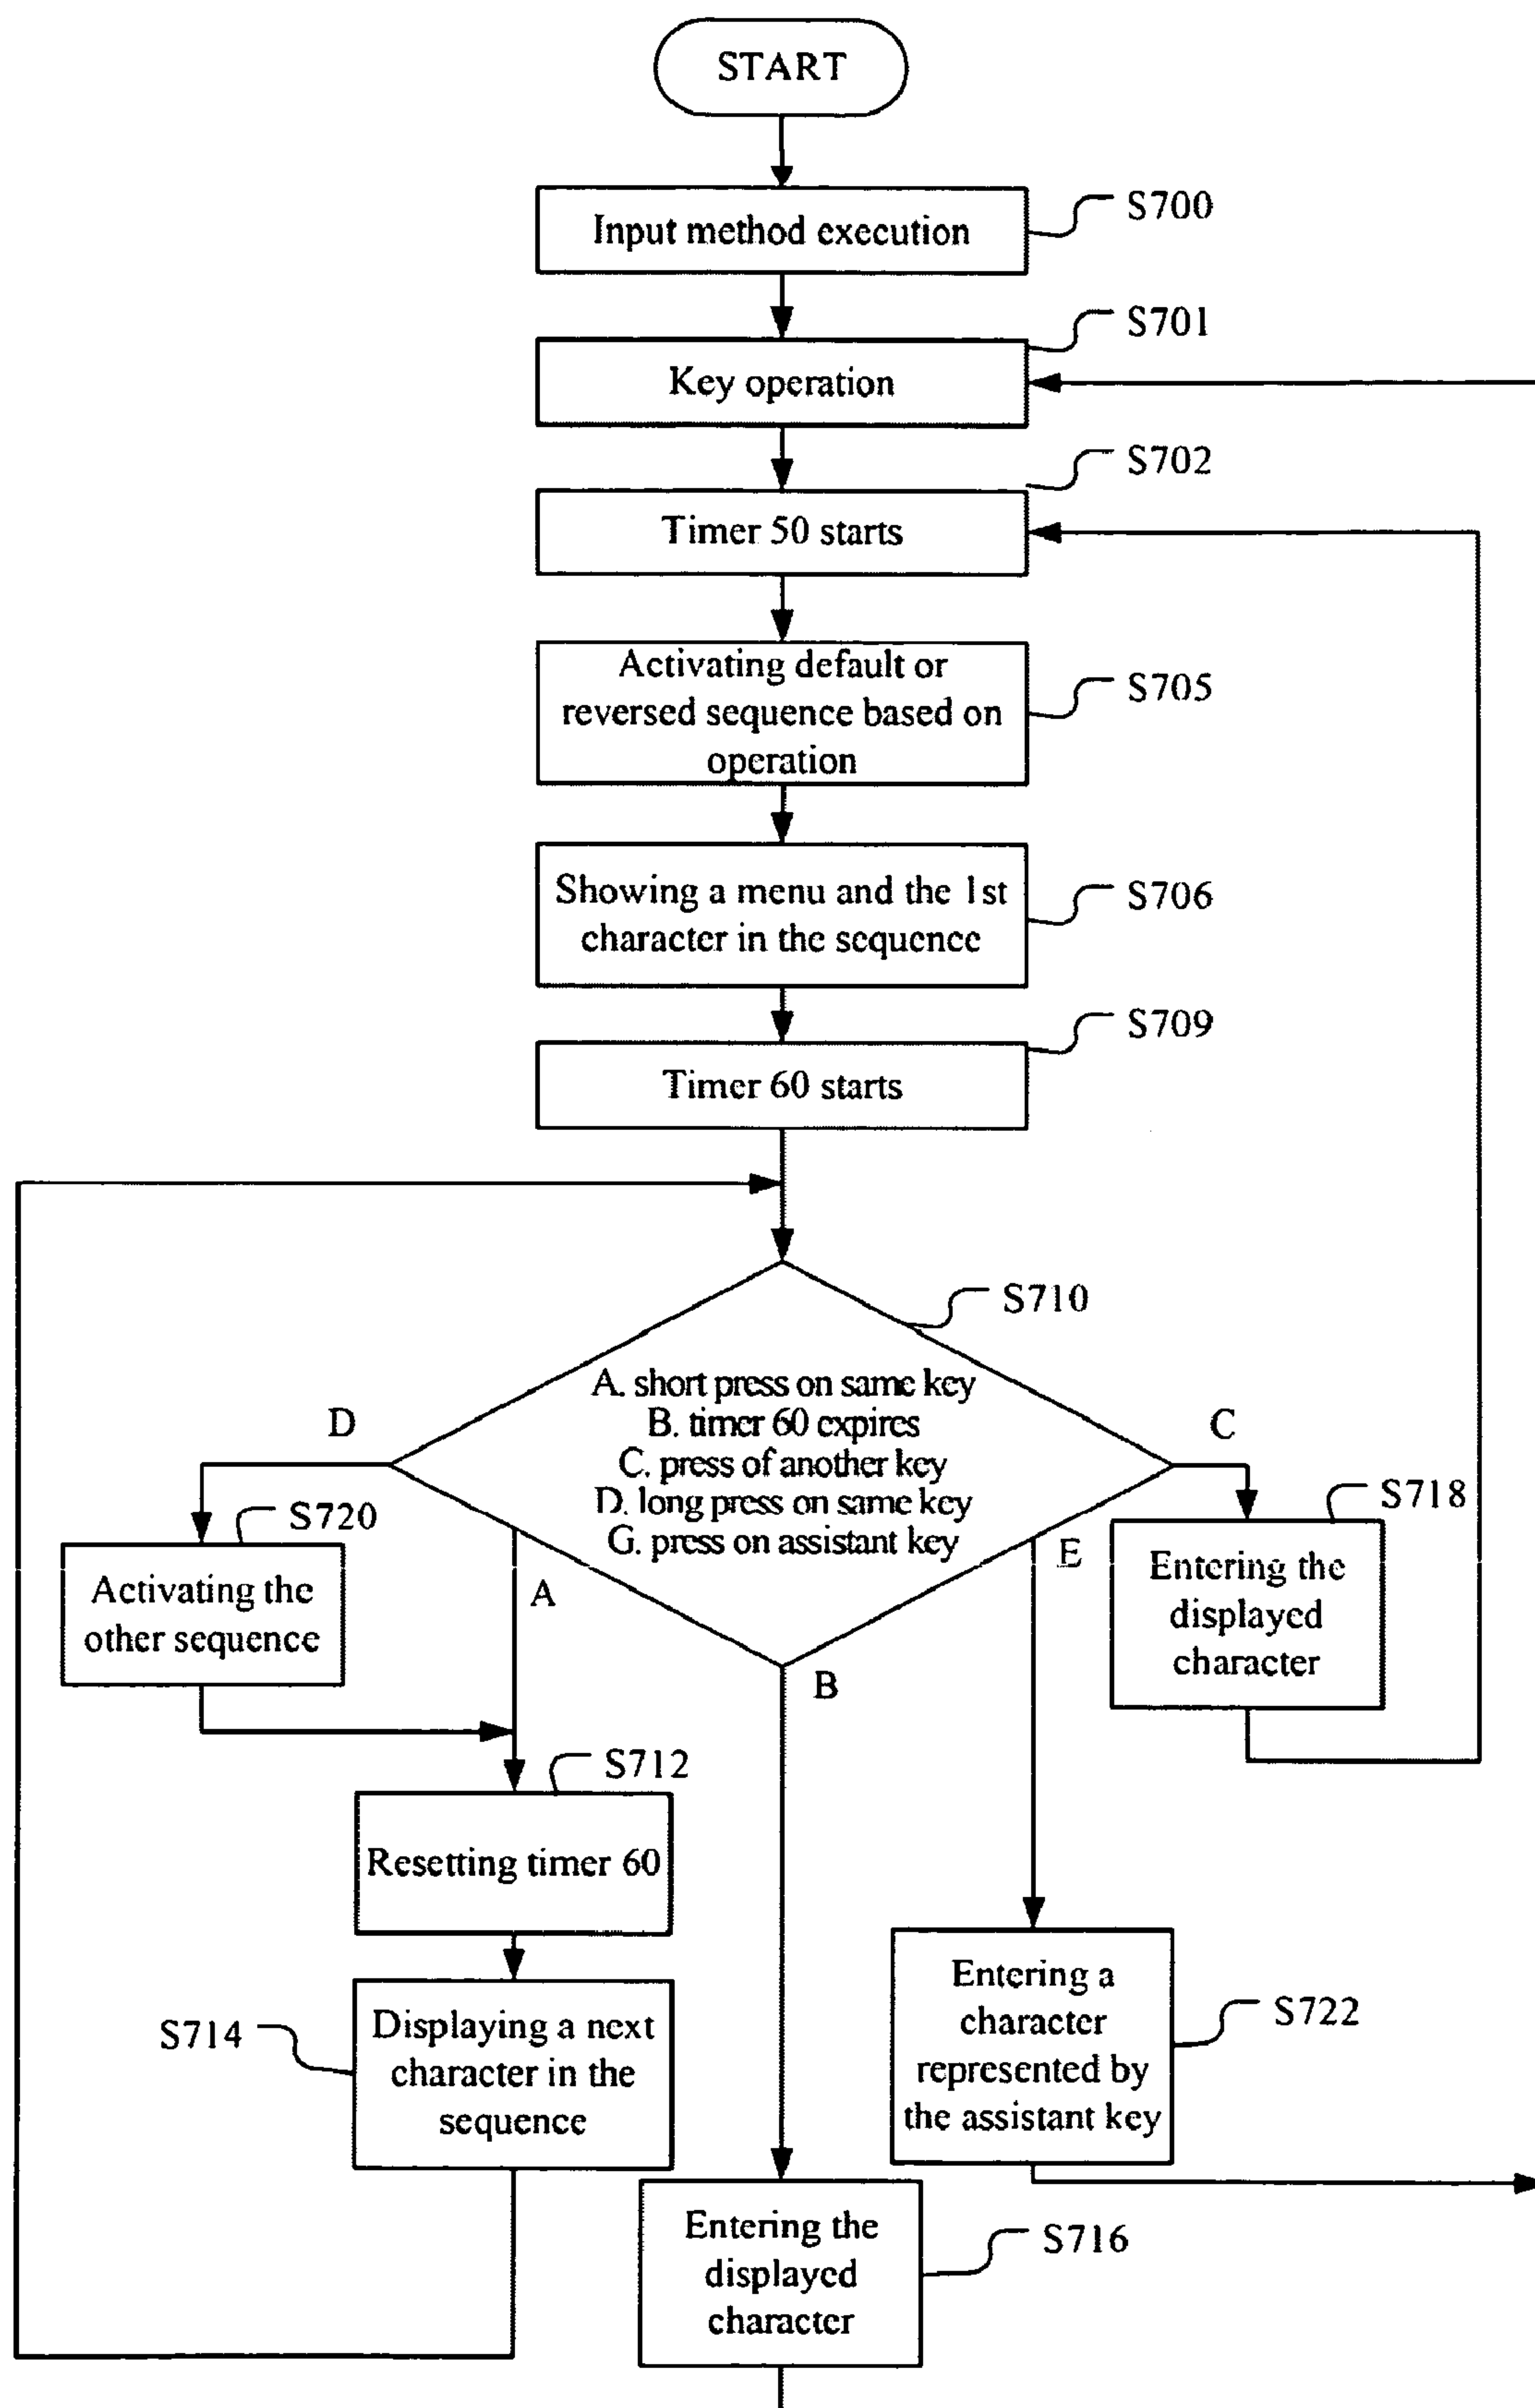 START
Input method execution
S700
Key operation
S701
S702
Timer 50 starts
Activating default or
reversed sequence based on
operation
S705
Showing a menu and the 1st
character in the sequence
S706
S709
Timer 60 starts
S710
A. short press on same key
B. timer 60 expires
C. press of another key
D. long press on same key
G. press on assistant key
D
C
S720
Activating the
other sequence
A
E
S718
Entering the
displayed
character
B
S712
Resetting timer 60
S714
Displaying a next
character in the
sequence
Entering a
character
represented by
the assistant key
S722
Entering the
displayed
character
S716